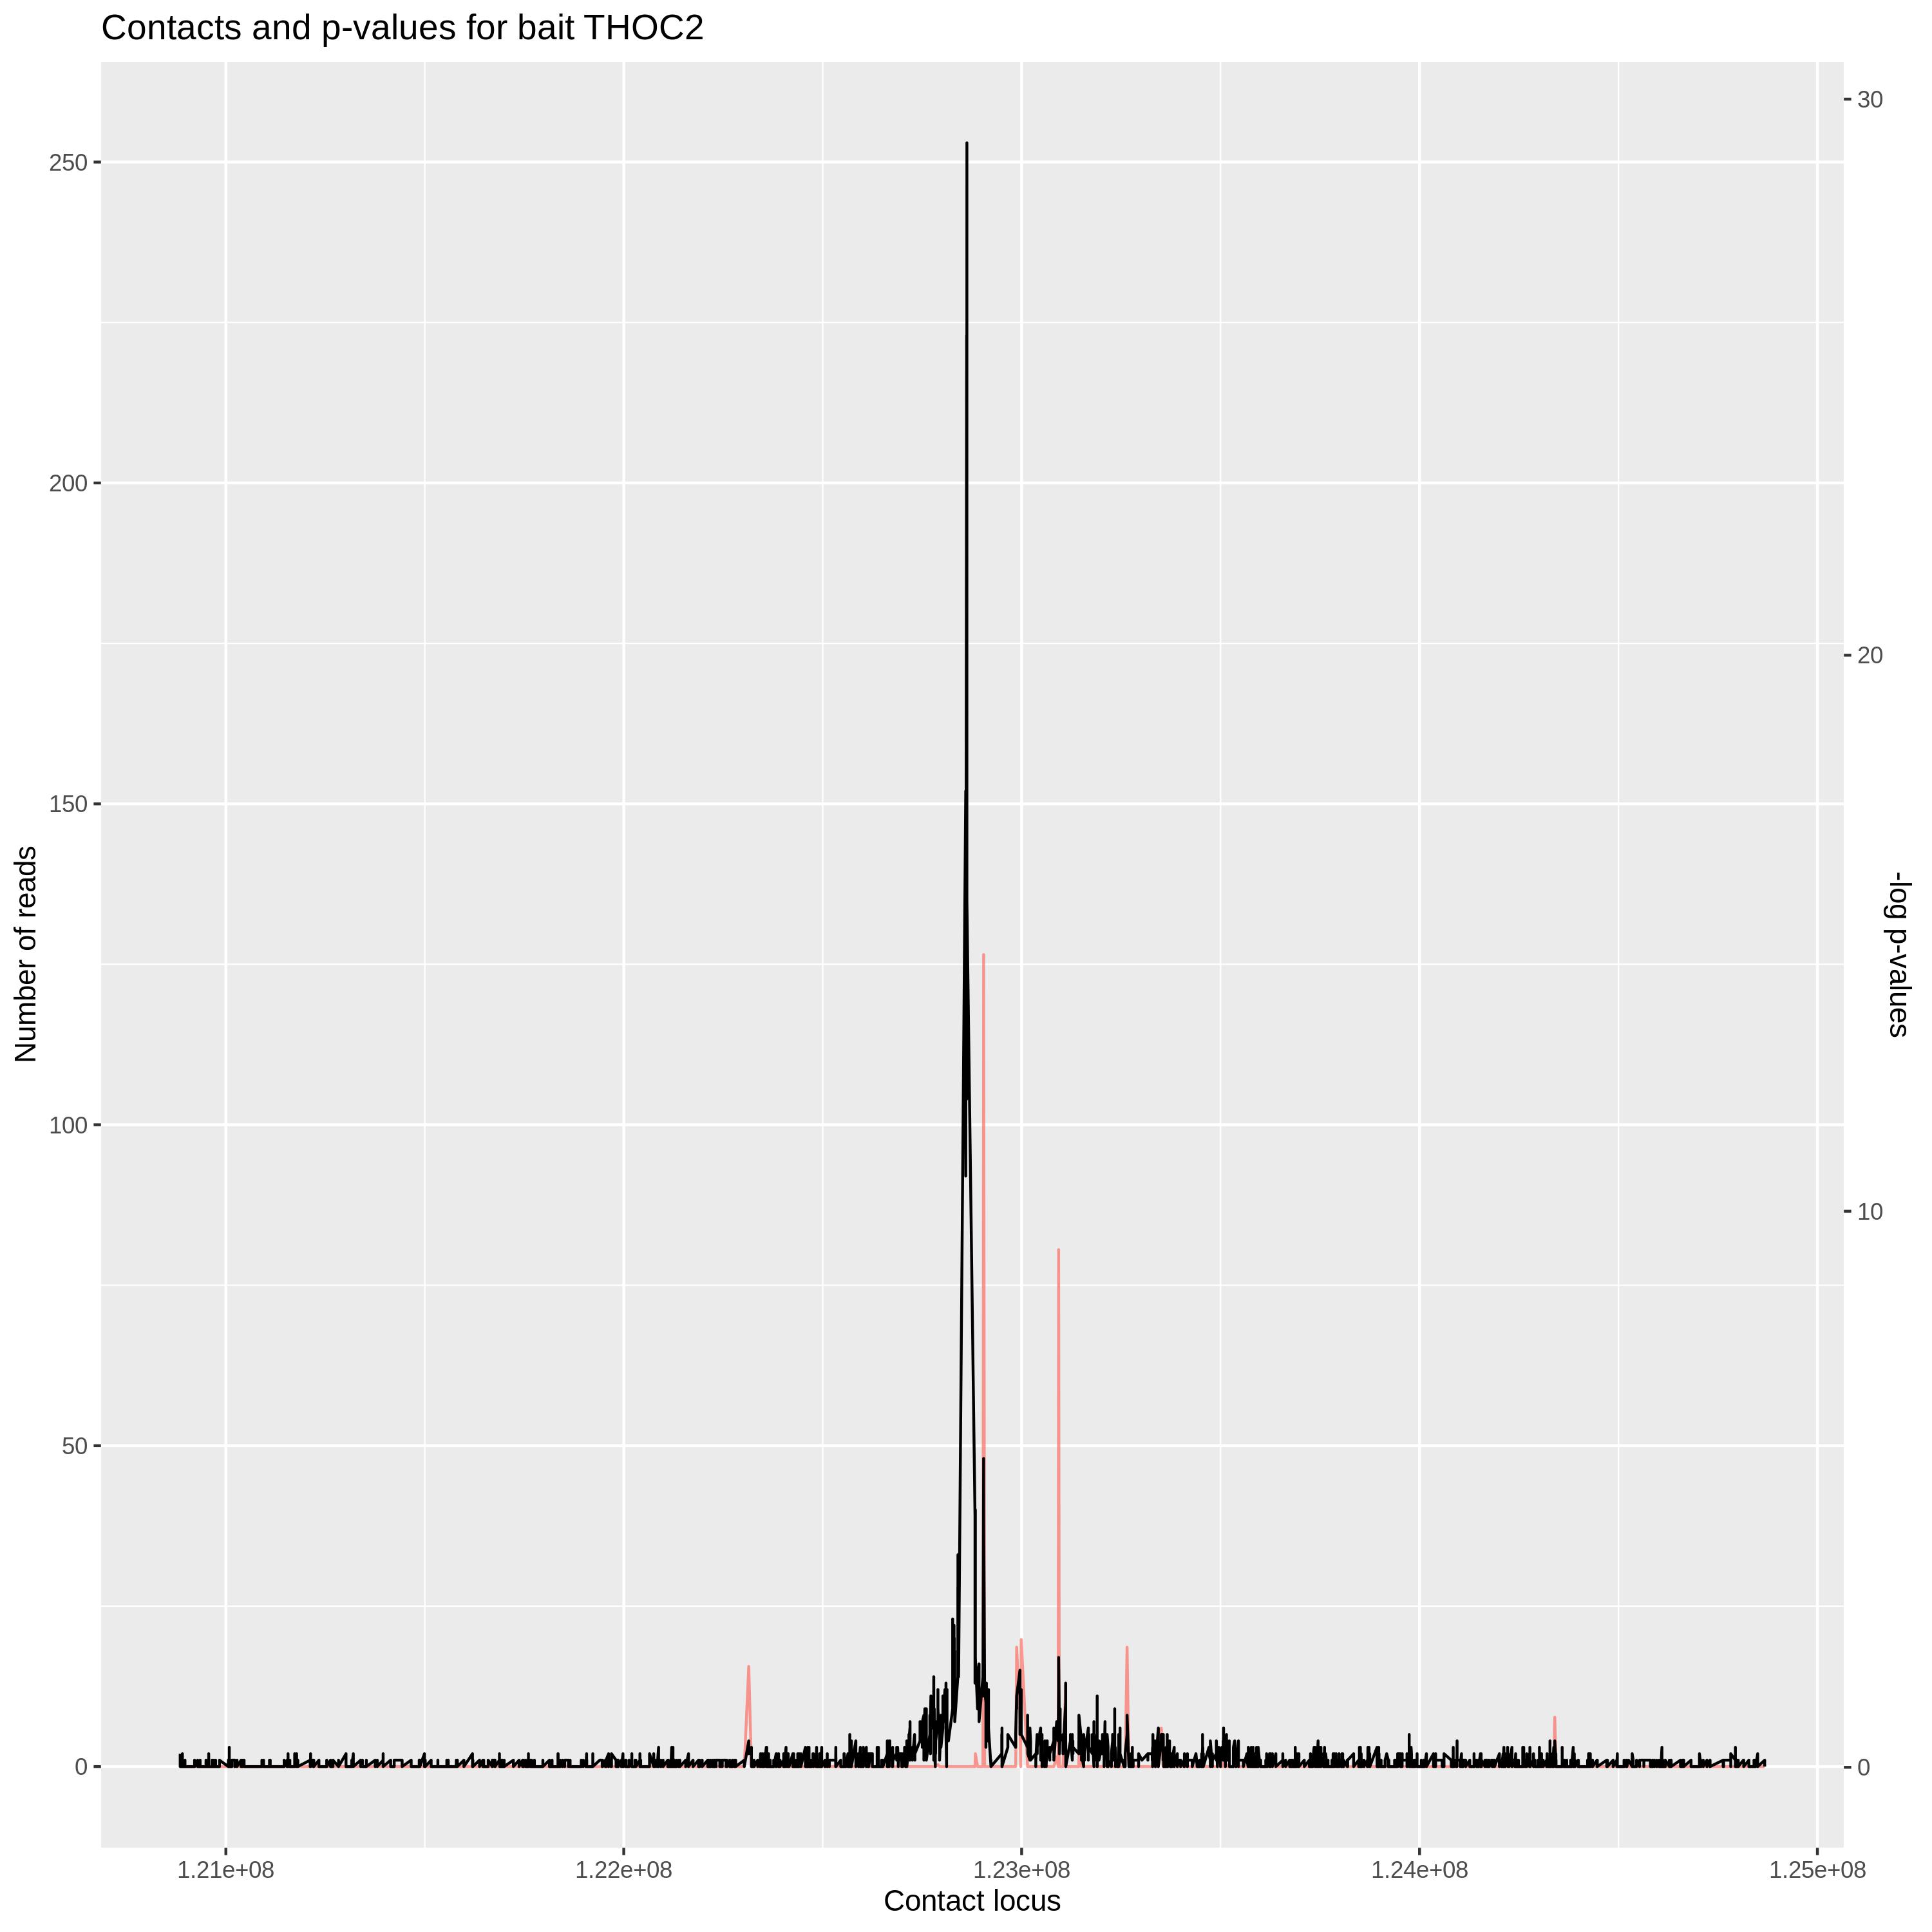 Contacts and p-values for bait THOC2
250
200
150
100
50
0
Number of reads
30
20
10
0
-log p-values
1.21e+08
1.22e+08
1.23e+08
1.24e+08
1.25e+08
Contact locus